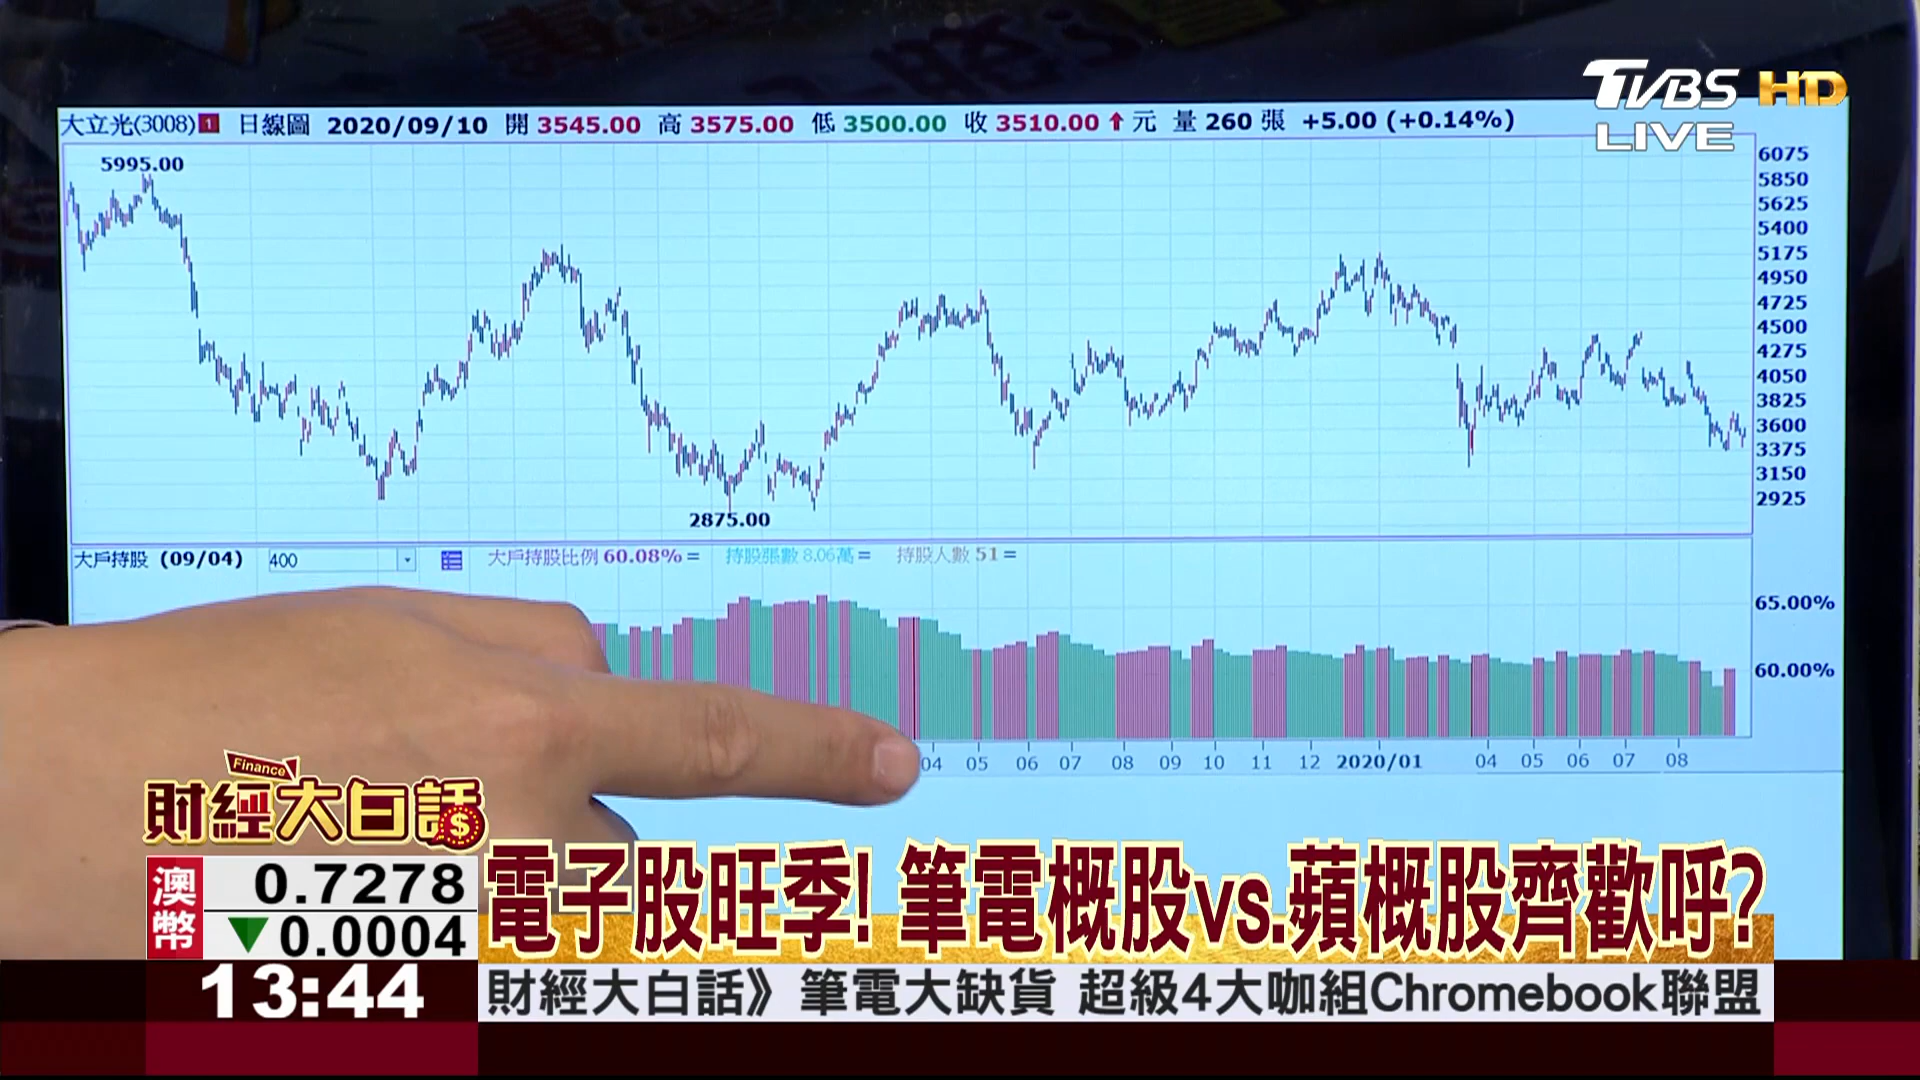 TVBS HD
LIVE
大立光(3008) 1 日線圖 2020/09/10 開 3545.00 高 3575.00 低 3500.00 收 3510.00 元 量 260 張 +5.00 (+0.14%)
5995.00
2875.00
6075
5850
5625
5400
5175
4950
4725
4500
4275
4050
3825
3600
3375
3150
2925
大戶持股 (09/04) 400 大戶持股比例 60.08% = 持股張數 8.06萬 = 持股人數 51 =
65.00%
60.00%
04 05 06 07 08 09 10 11 12 2020/01 04 05 06 07 08
Finance
財經大白話
$
澳幣
0.7278
0.0004
電子股旺季! 筆電概股vs.蘋概股齊歡呼?
13:44
財經大白話》筆電大缺貨 超級4大咖組Chromebook聯盟